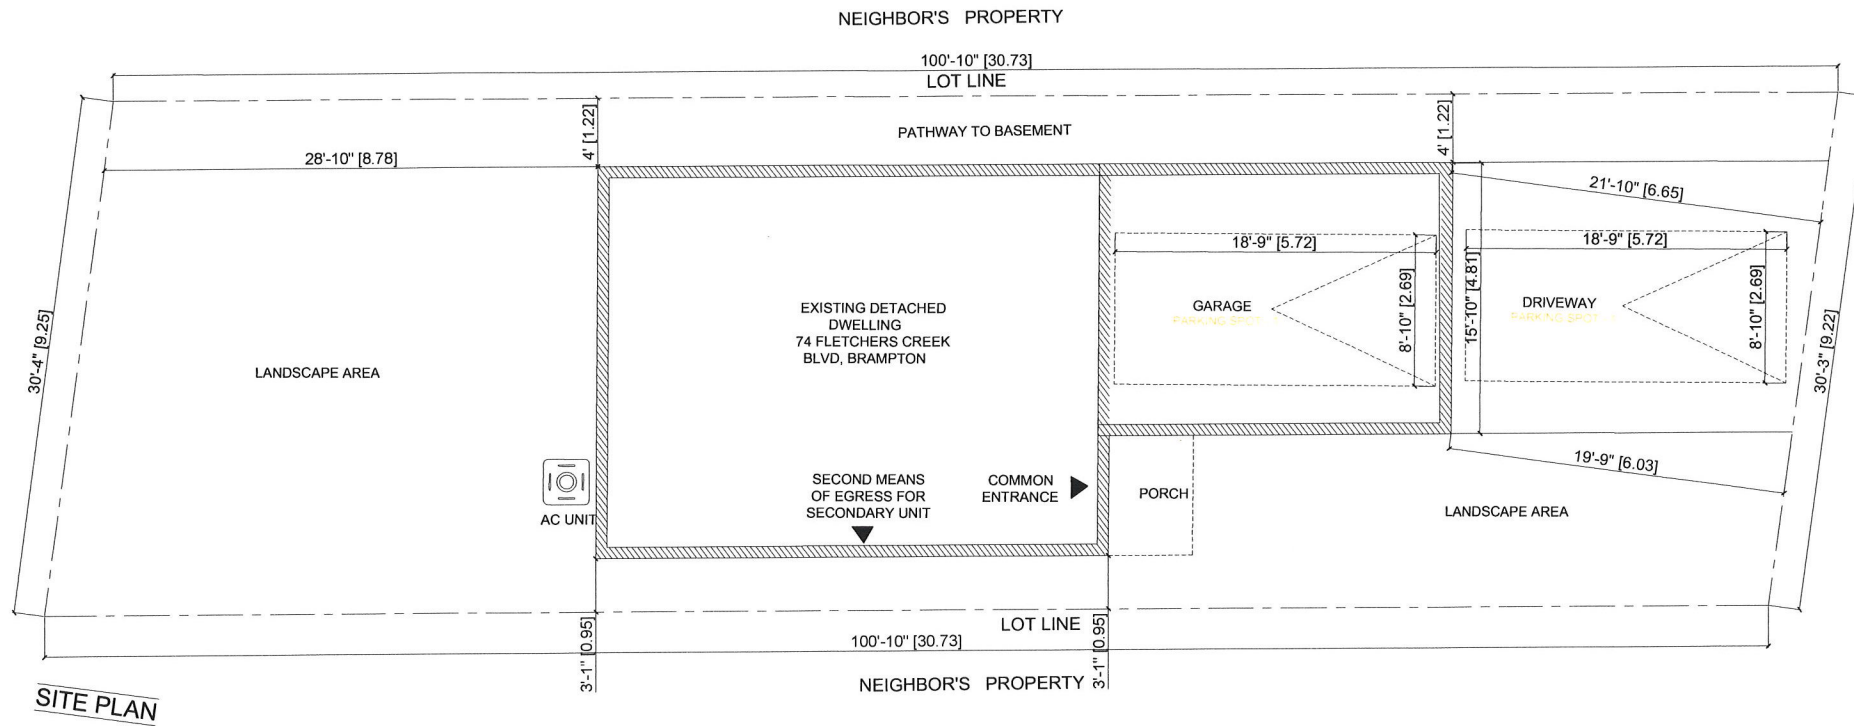 NEIGHBOR'S PROPERTY
100'-10" [30.73]
LOT LINE
4' [1.22]
4' [1.22]
PATHWAY TO BASEMENT
28'-10" [8.78]
21'-10" [6.65]
18'-9" [5.72]
18'-9" [5.72]
8'-10" [2.69]
15'-10" [4.81]
8'-10" [2.69]
GARAGE
PARKING SPOT
DRIVEWAY
PARKING SPOT
EXISTING DETACHED
DWELLING
74 FLETCHERS CREEK
BLVD, BRAMPTON
30'-4" [9.25]
30'-3" [9.22]
LANDSCAPE AREA
19'-9" [6.03]
SECOND MEANS
OF EGRESS FOR
SECONDARY UNIT
COMMON
ENTRANCE
PORCH
LANDSCAPE AREA
AC UNIT
LOT LINE
3'-1" [0.95]
3'-1" [0.95]
100'-10" [30.73]
NEIGHBOR'S PROPERTY
SITE PLAN